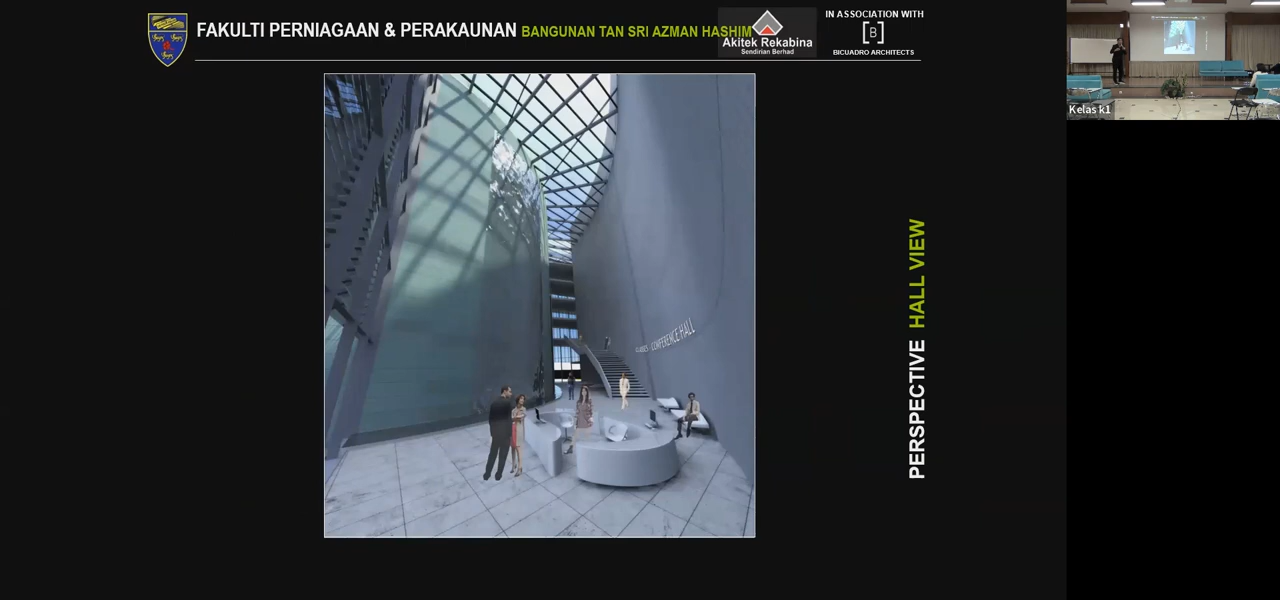 FAKULTI PERNIAGAAN & PERAKAUNAN BANGUNAN TAN SRI AZMAN HASHIM
Akitek Rekabina
Sendirian Berhad
IN ASSOCIATION WITH
[B]
BICUADRO ARCHITECTS
Kelas k1
CONFERENCE HALL
PERSPECTIVE HALL VIEW